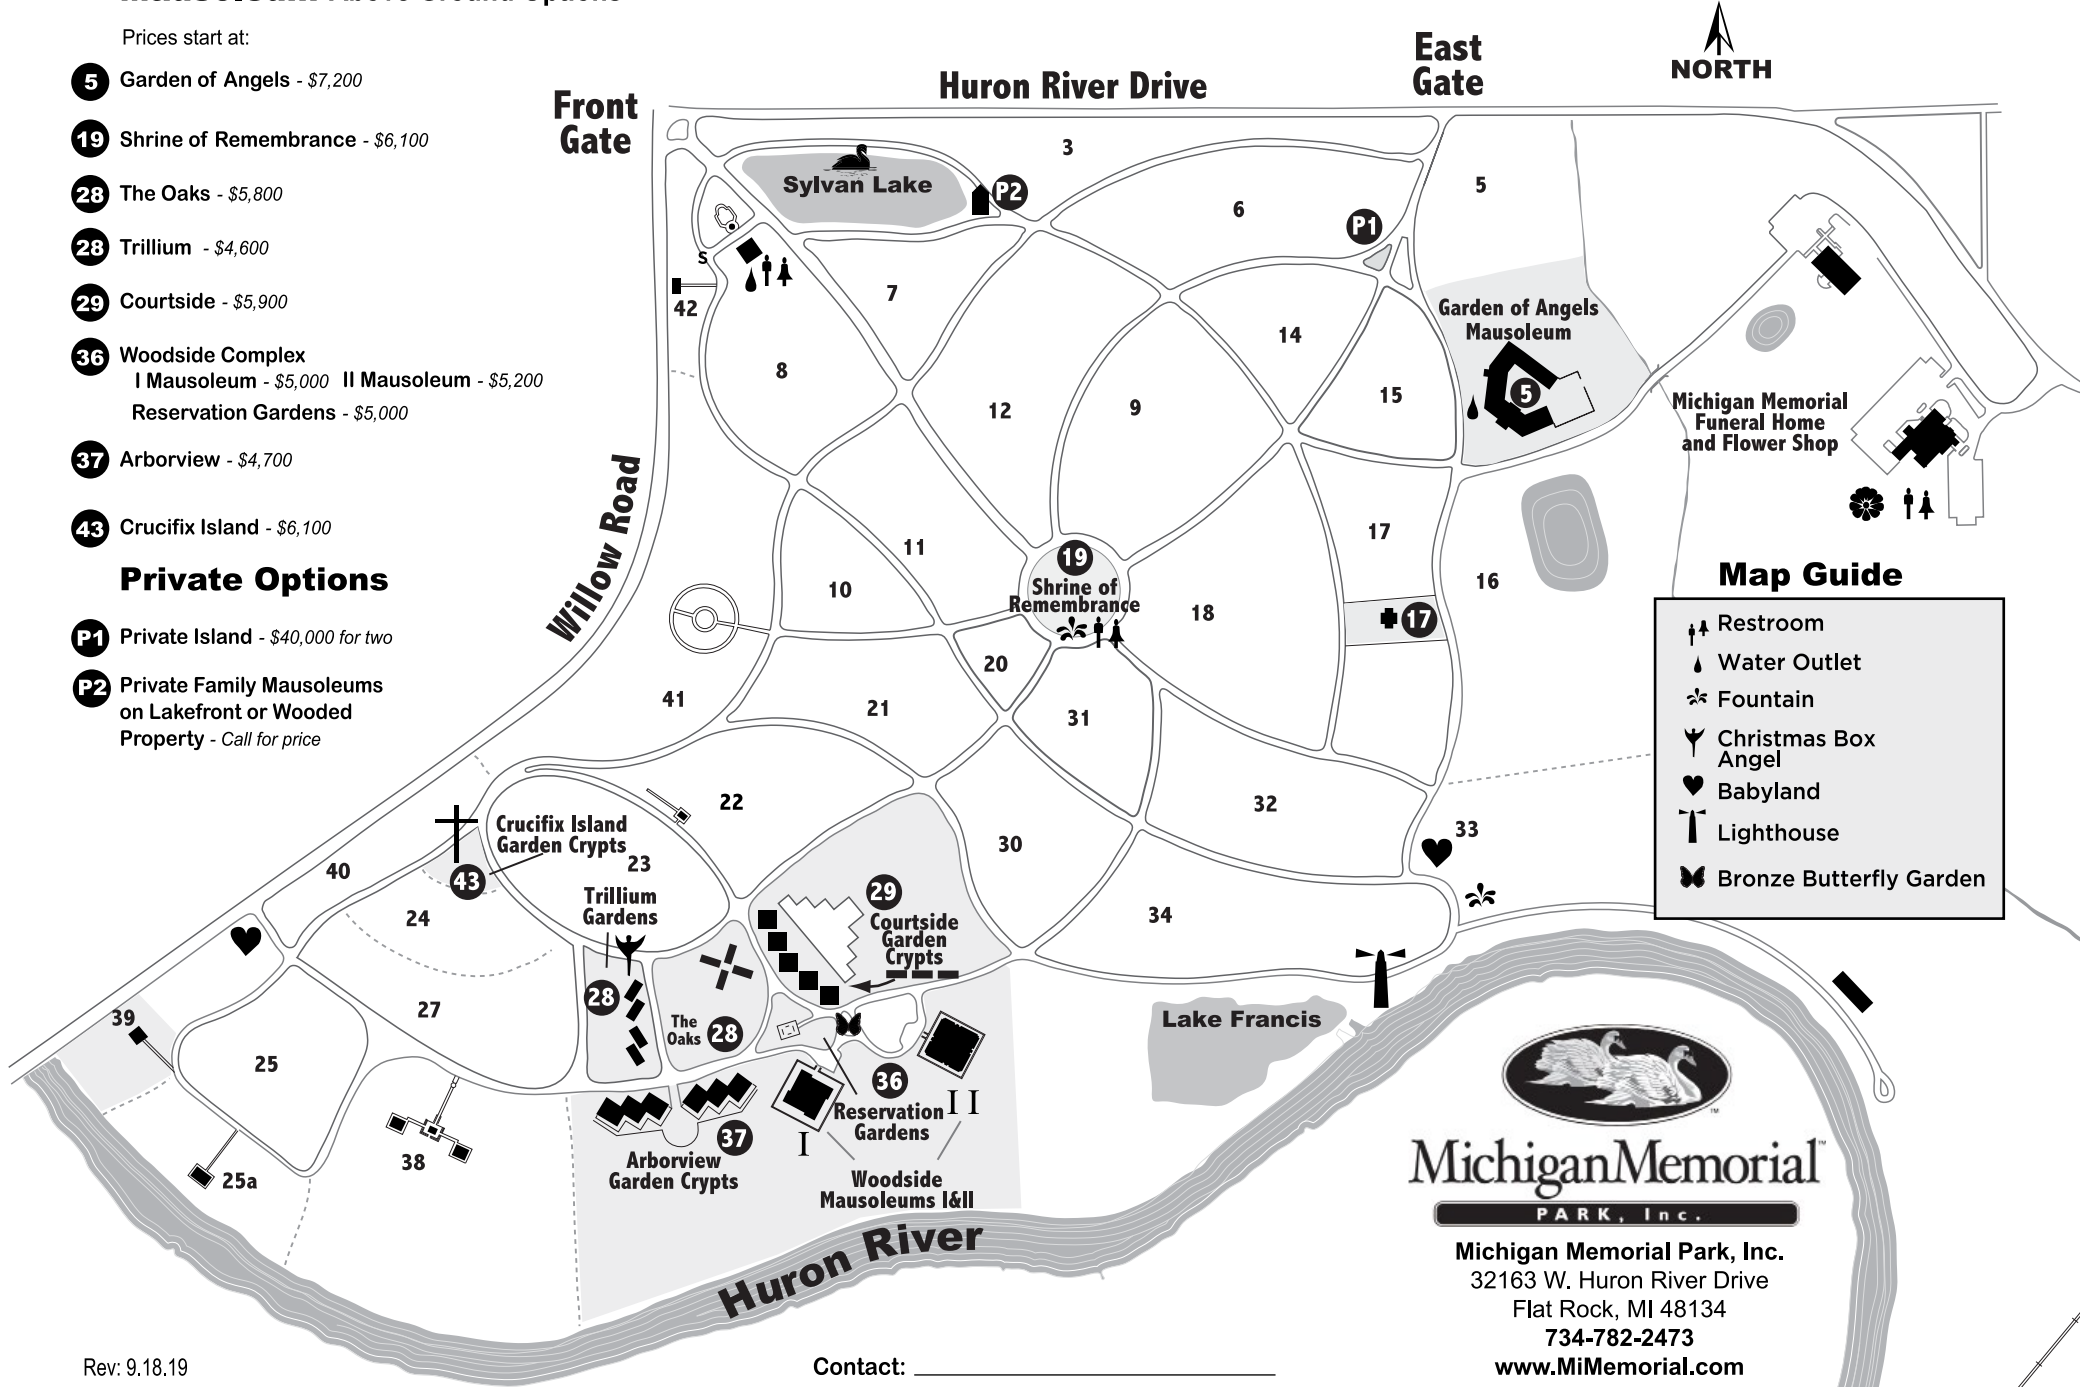 Mausoleum Above Ground Options
Prices start at:
5 Garden of Angels - $7,200
19 Shrine of Remembrance - $6,100
28 The Oaks - $5,800
28 Trillium - $4,600
29 Courtside - $5,900
36 Woodside Complex
I Mausoleum - $5,000 II Mausoleum - $5,200
Reservation Gardens - $5,000
37 Arborview - $4,700
43 Crucifix Island - $6,100
Private Options
P1 Private Island - $40,000 for two
P2 Private Family Mausoleums
on Lakefront or Wooded
Property - Call for price
Front
Gate
Huron River Drive
East
Gate
NORTH
3
Sylvan Lake
P2
6
P1
5
S
42
7
8
12
9
14
15
Garden of Angels
Mausoleum
5
Michigan Memorial
Funeral Home
and Flower Shop
Willow Road
11
10
19
Shrine of
Remembrance
18
17
17
16
20
41
21
31
22
32
33
Crucifix Island
Garden Crypts
23
43
40
24
30
Trillium
Gardens
29
Courtside
Garden
Crypts
34
28
The
Oaks
28
27
39
25
25a
38
36
Reservation
Gardens
I
II
37
Arborview
Garden Crypts
Woodside
Mausoleums I&II
Lake Francis
Huron River
Map Guide
Restroom
Water Outlet
Fountain
Christmas Box
Angel
Babyland
Lighthouse
Bronze Butterfly Garden
TM
MichiganMemorial™
PARK, Inc.
Michigan Memorial Park, Inc.
32163 W. Huron River Drive
Flat Rock, MI 48134
734-782-2473
www.MiMemorial.com
Rev: 9.18.19
Contact: